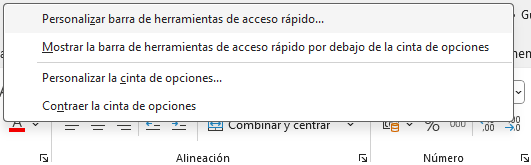 Personalizar barra de herramientas de acceso rápido...
Mostrar la barra de herramientas de acceso rápido por debajo de la cinta de opciones
Personalizar la cinta de opciones...
Contraer la cinta de opciones
A
Combinar y centrar
% 000
Alineación
Número